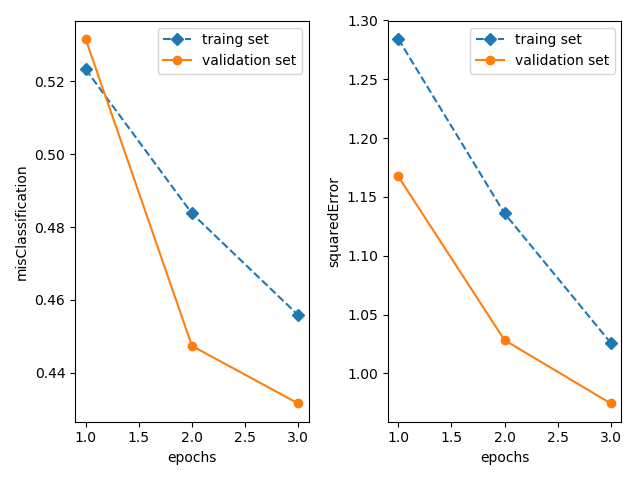 traing set
validation set
0.52
0.50
0.48
0.46
0.44
misClassification
1.0
1.5
2.0
2.5
3.0
epochs
traing set
validation set
1.30
1.25
1.20
1.15
1.10
1.05
1.00
squaredError
1.0
1.5
2.0
2.5
3.0
epochs